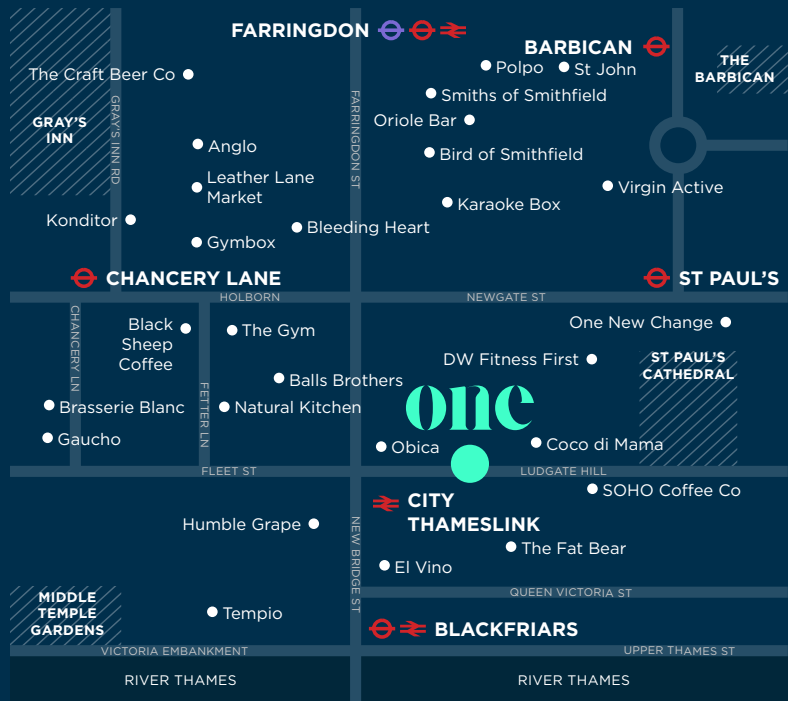 FARRINGDON
BARBICAN
THE
BARBICAN
The Craft Beer Co
Polpo
St John
Smiths of Smithfield
GRAY'S
INN
GRAY'S INN RD
FARRINGDON ST
Oriole Bar
Anglo
Bird of Smithfield
Leather Lane
Market
Virgin Active
Karaoke Box
Konditor
Bleeding Heart
Gymbox
CHANCERY LANE
ST PAUL'S
HOLBORN
NEWGATE ST
CHANCERY LN
Black
Sheep
Coffee
The Gym
One New Change
DW Fitness First
ST PAUL'S
CATHEDRAL
Balls Brothers
FETTER LN
Brasserie Blanc
Natural Kitchen
one
Gaucho
Obica
Coco di Mama
FLEET ST
LUDGATE HILL
SOHO Coffee Co
CITY
THAMESLINK
Humble Grape
NEW BRIDGE ST
The Fat Bear
El Vino
QUEEN VICTORIA ST
MIDDLE
TEMPLE
GARDENS
Tempio
BLACKFRIARS
VICTORIA EMBANKMENT
UPPER THAMES ST
RIVER THAMES
RIVER THAMES